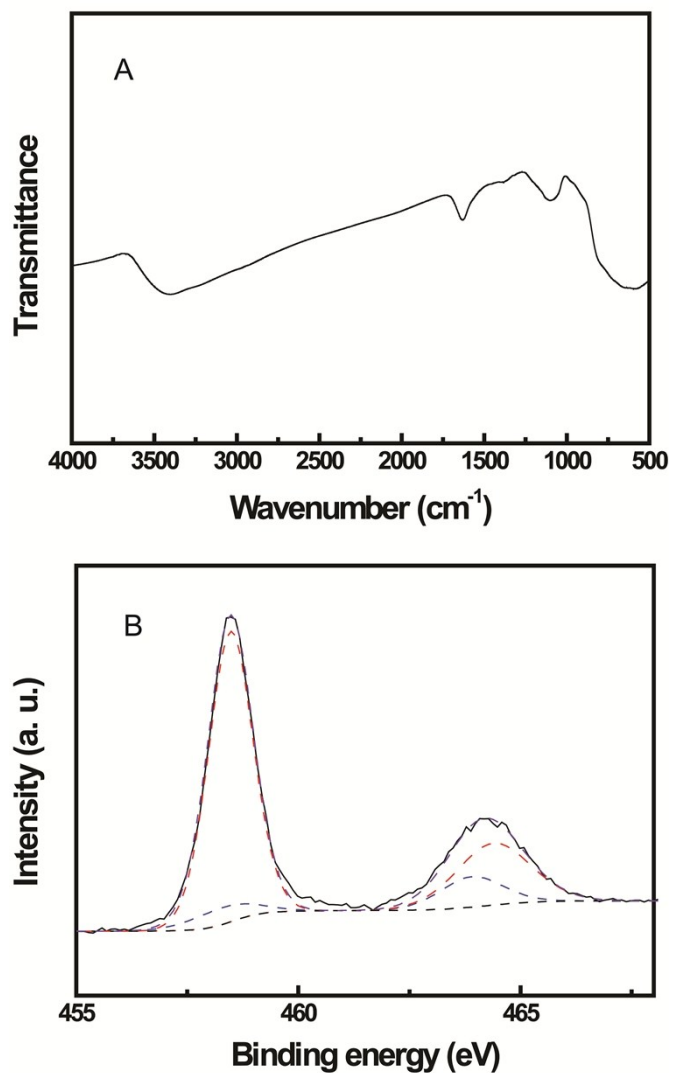 A
Transmittance
4000 3500 3000 2500 2000 1500 1000 500
Wavenumber (cm⁻¹)
B
Intensity (a. u.)
455 460 465
Binding energy (eV)